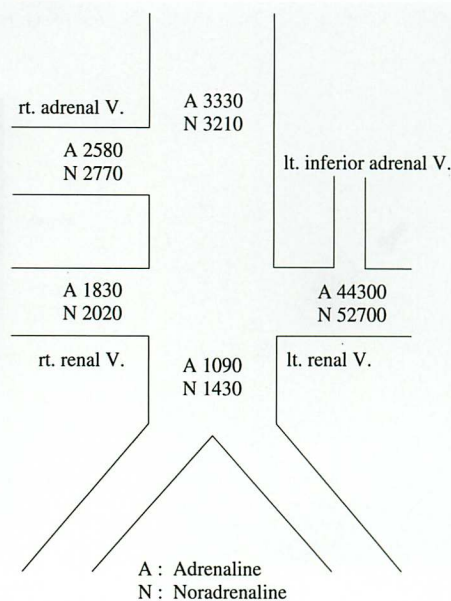 rt. adrenal V.
A 3330
N 3210
A 2580
N 2770
lt. inferior adrenal V.
A 1830
N 2020
A 44300
N 52700
rt. renal V.
A 1090
N 1430
lt. renal V.
A : Adrenaline
N : Noradrenaline